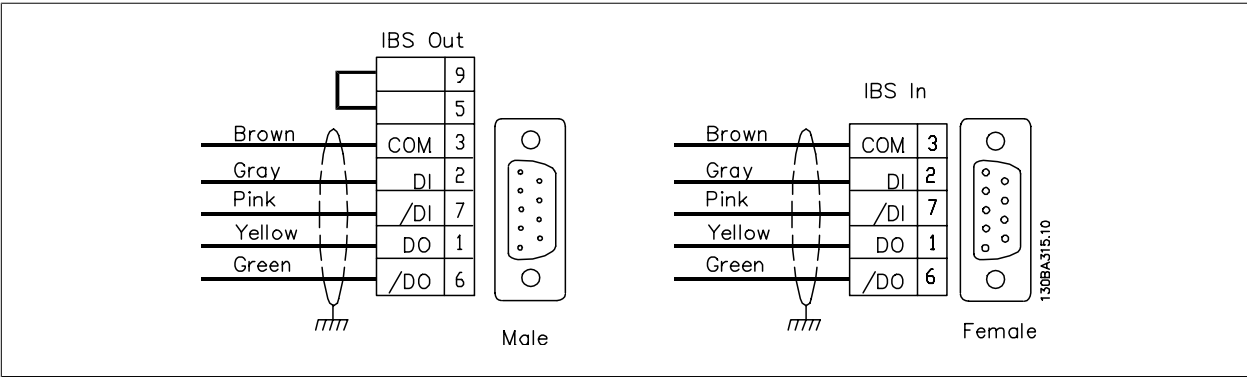 IBS Out
9
5
Brown COM 3
Gray DI 2
Pink /DI 7
Yellow DO 1
Green /DO 6
Male
IBS In
Brown COM 3
Gray DI 2
Pink /DI 7
Yellow DO 1
Green /DO 6
Female
130BA315.10